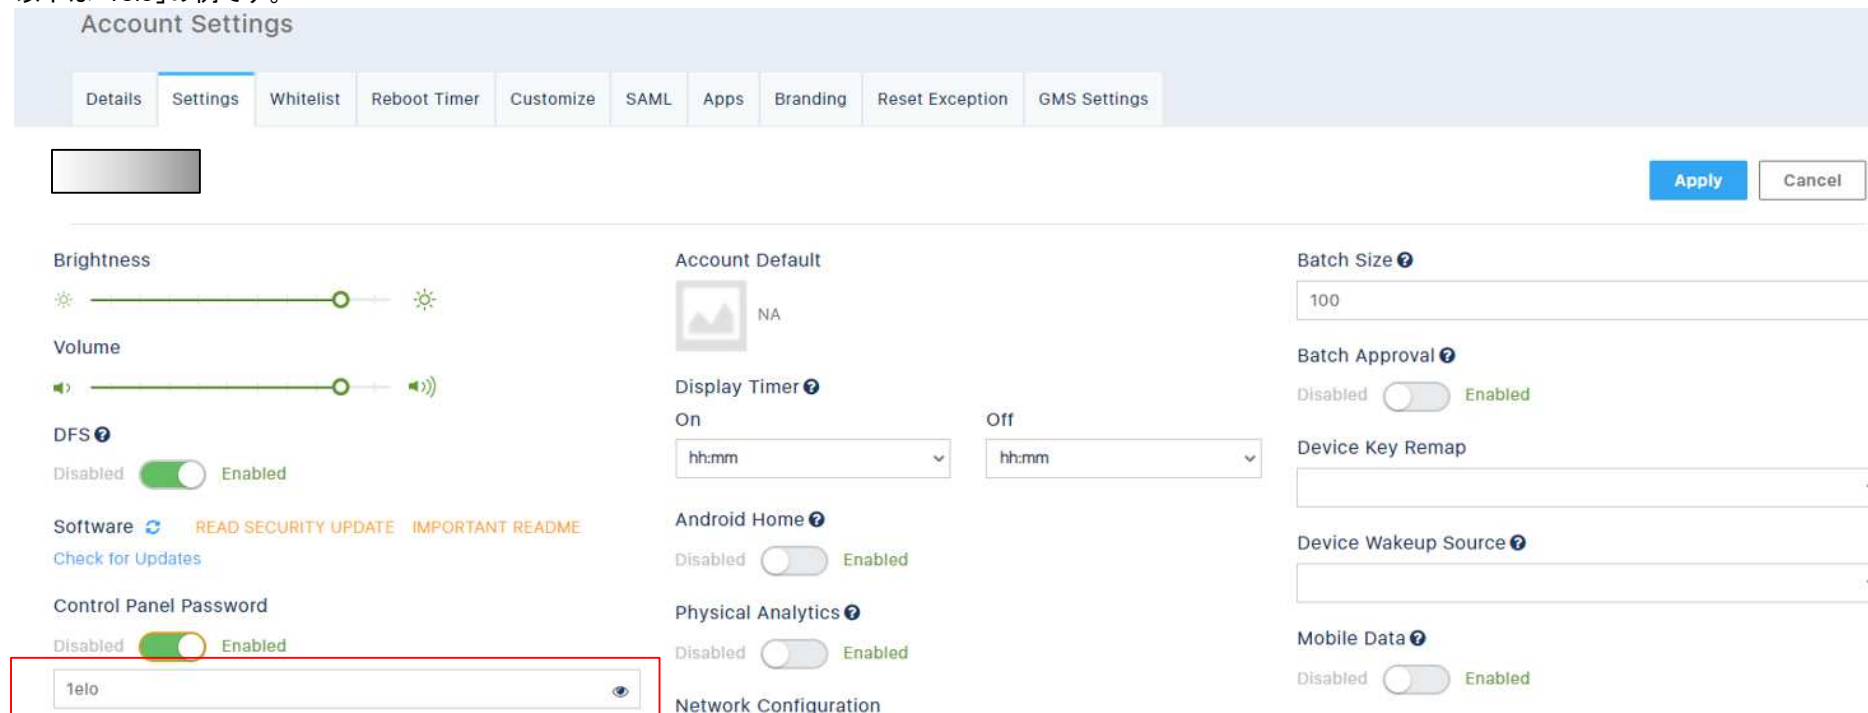 Account Settings
Details Settings Whitelist Reboot Timer Customize SAML Apps Branding Reset Exception GMS Settings
Apply Cancel
Brightness
Volume
DFS
Disabled Enabled
Software READ SECURITY UPDATE IMPORTANT README
Check for Updates
Control Panel Password
Disabled Enabled
1elo
Account Default
NA
Display Timer
On Off
hh:mm hh:mm
Android Home
Disabled Enabled
Physical Analytics
Disabled Enabled
Network Configuration
Batch Size
100
Batch Approval
Disabled Enabled
Device Key Remap
Device Wakeup Source
Mobile Data
Disabled Enabled